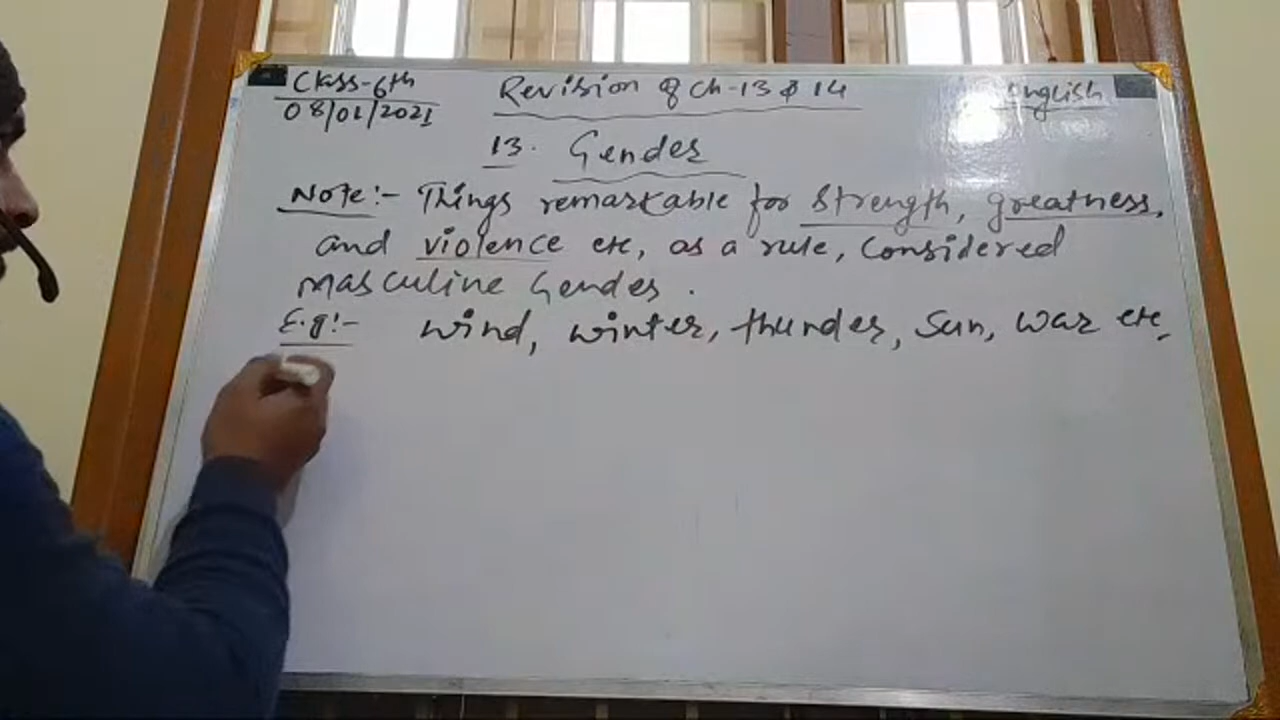 Class-6th Revision of Ch-13 & 14 English
08/01/2021
13. Gender
Note:- Things remarkable for strength, greatness,
and violence etc, as a rule, Considered
masculine Gender.
E.g:- wind, winter, thunder, Sun, war etc,